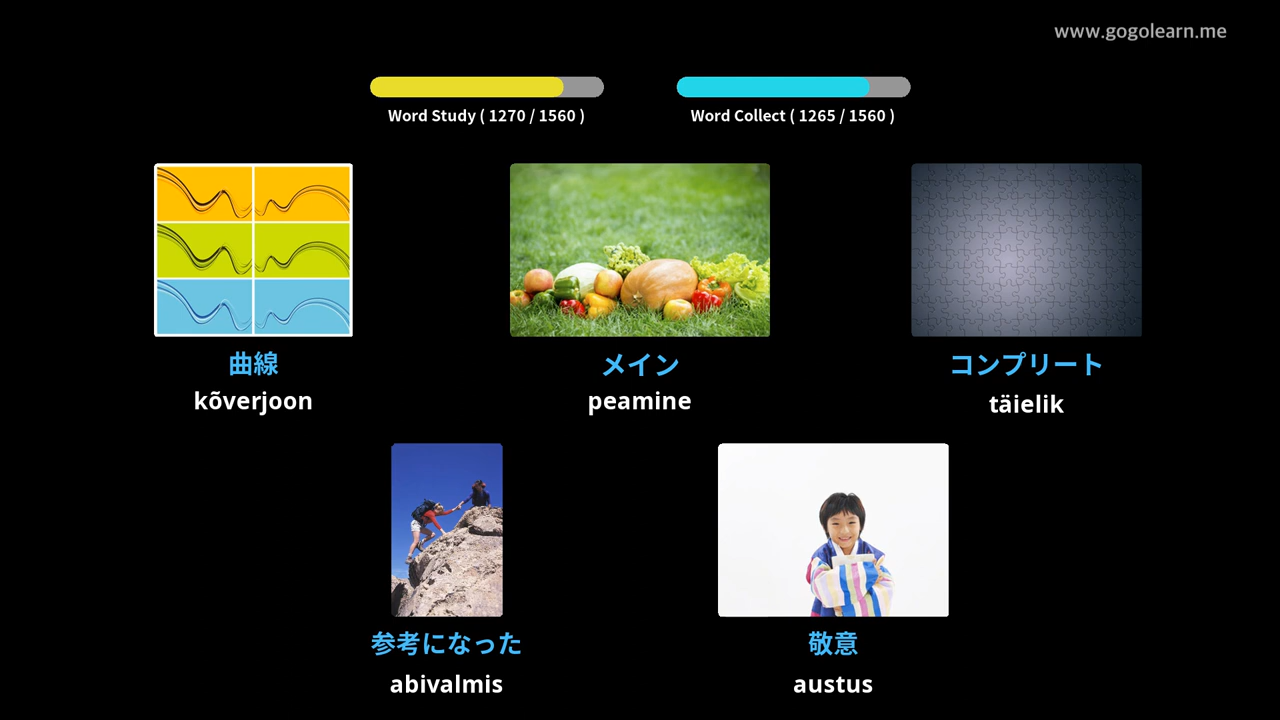 www.gogolearn.me
Word Study ( 1270 / 1560 )
Word Collect ( 1265 / 1560 )
曲線
kõverjoon
メイン
peamine
コンプリート
täielik
参考になった
abivalmis
敬意
austus